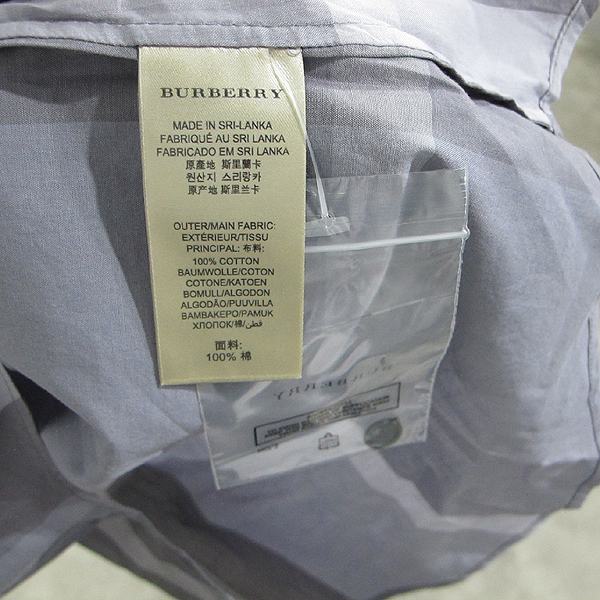 BURBERRY
MADE IN SRI-LANKA
FABRIQUÉ AU SRI LANKA
FABRICADO EM SRI LANKA
原產地 斯里蘭卡
원산지 스리랑카
原产地 斯里兰卡
OUTER/MAIN FABRIC:
EXTÉRIEUR/TISSU
PRINCIPAL: 布料:
100% COTTON
BAUMWOLLE/COTON
COTONE/KATOEN
BOMULL/ALGODON
ALGODÃO/PUUVILLA
BAMBAKEPO/PAMUK
ХЛОПОК/棉/قطن
面料:
100% 棉
BURBERRY